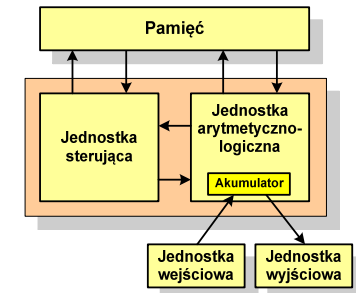 Pamięć
Jednostka
sterująca
Jednostka
arytmetyczno-
logiczna
Akumulator
Jednostka
wejściowa
Jednostka
wyjściowa